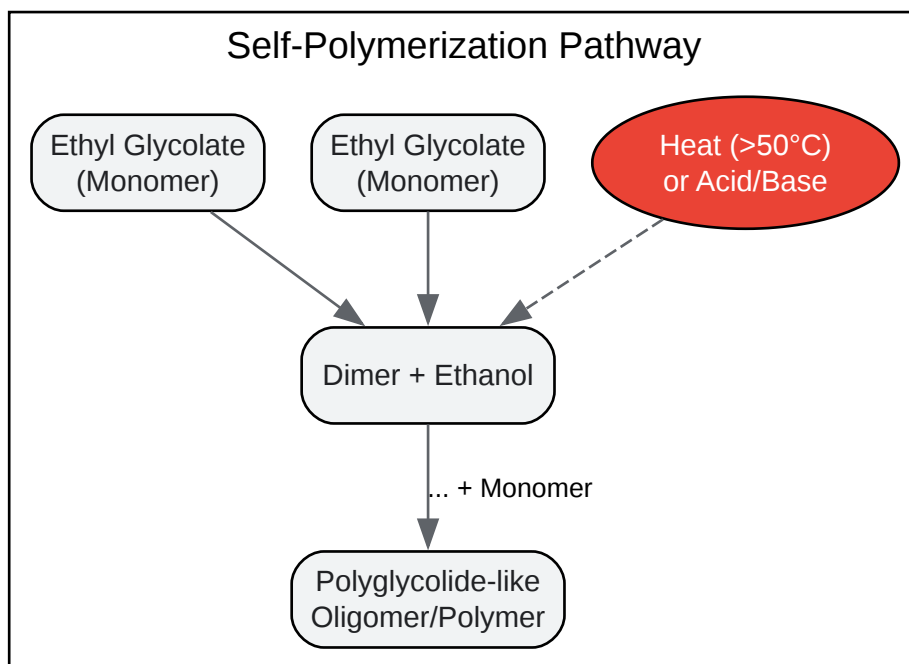 Self-Polymerization Pathway
Ethyl Glycolate
(Monomer)
Ethyl Glycolate
(Monomer)
Heat (>50°C)
or Acid/Base
Dimer + Ethanol
... + Monomer
Polyglycolide-like
Oligomer/Polymer